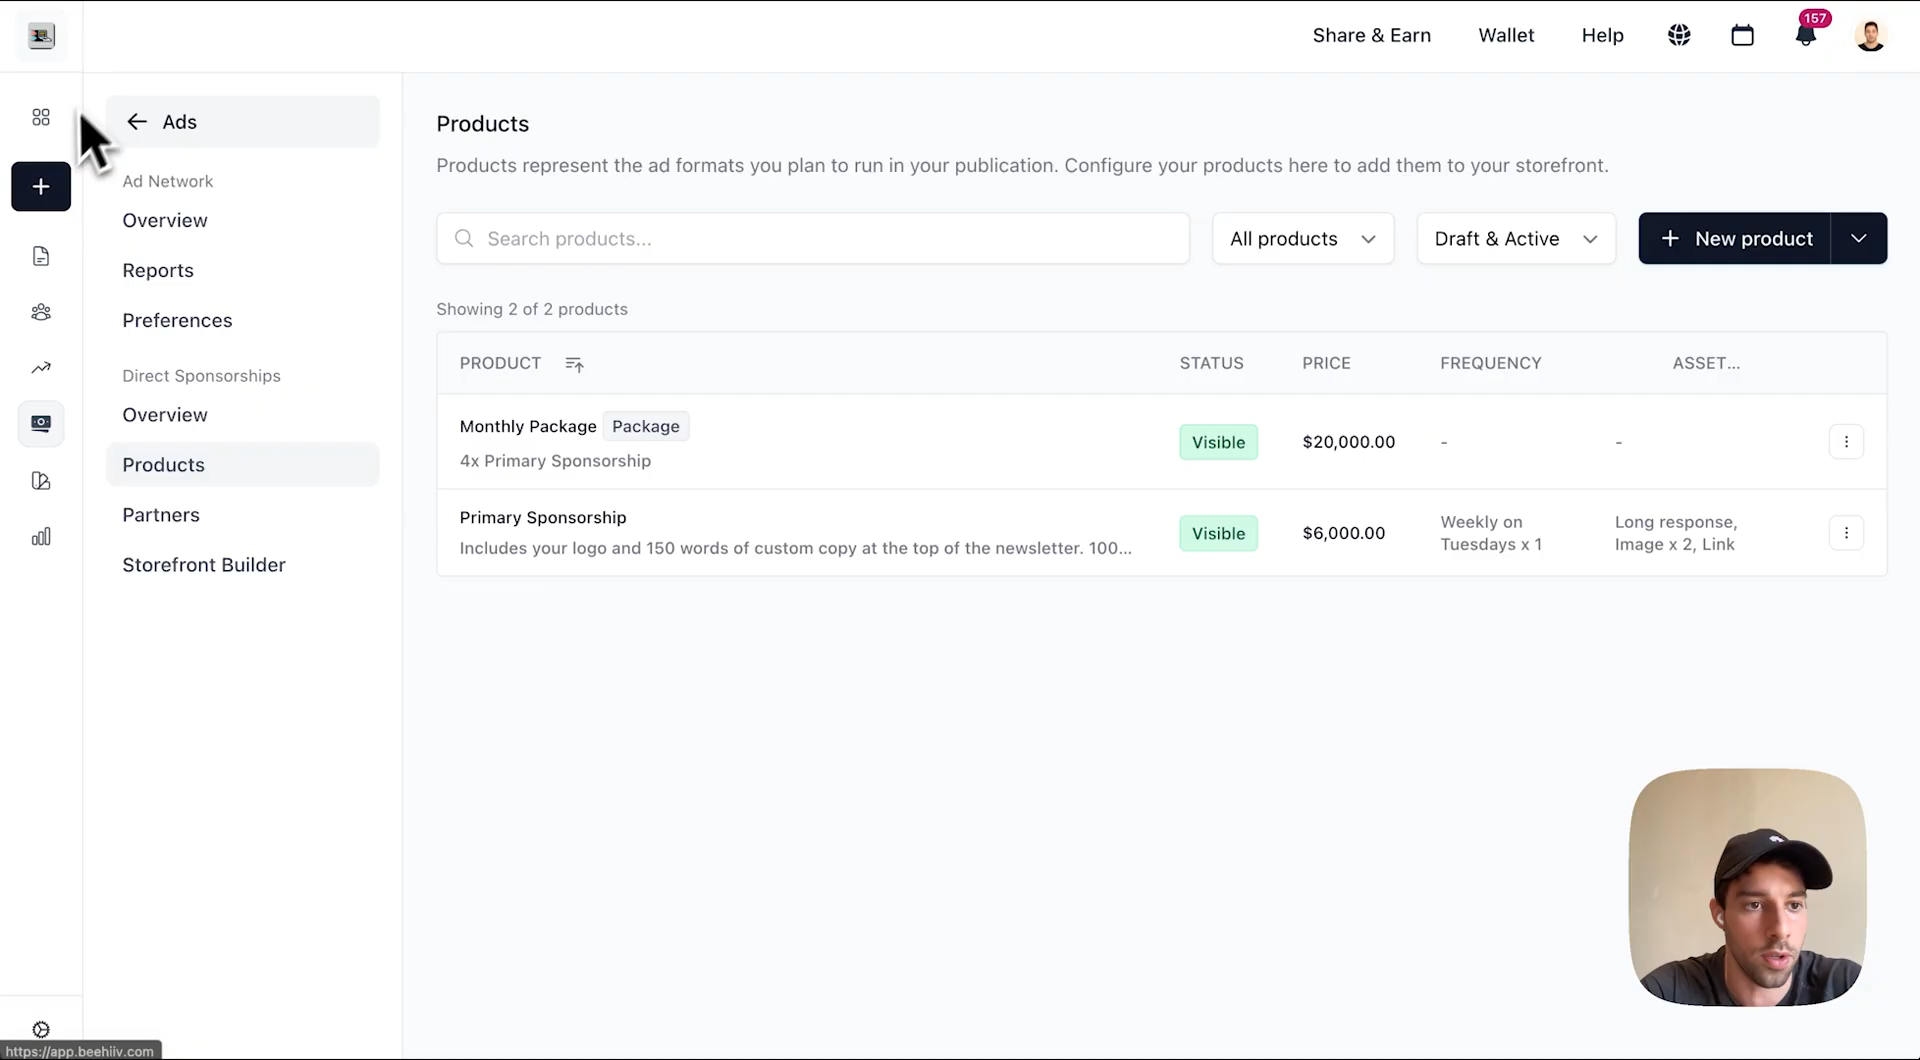 Share & Earn
Wallet
Help
157
Ads
Ad Network
Overview
Reports
Preferences
Direct Sponsorships
Overview
Products
Partners
Storefront Builder
Products
Products represent the ad formats you plan to run in your publication. Configure your products here to add them to your storefront.
Search products...
All products
Draft & Active
New product
Showing 2 of 2 products
PRODUCT STATUS PRICE FREQUENCY ASSET...
Monthly Package Package
4x Primary Sponsorship
Visible
$20,000.00
-
-
Primary Sponsorship
Includes your logo and 150 words of custom copy at the top of the newsletter. 100...
Visible
$6,000.00
Weekly on
Tuesdays x 1
Long response,
Image x 2, Link
https://app.beehiiv.com